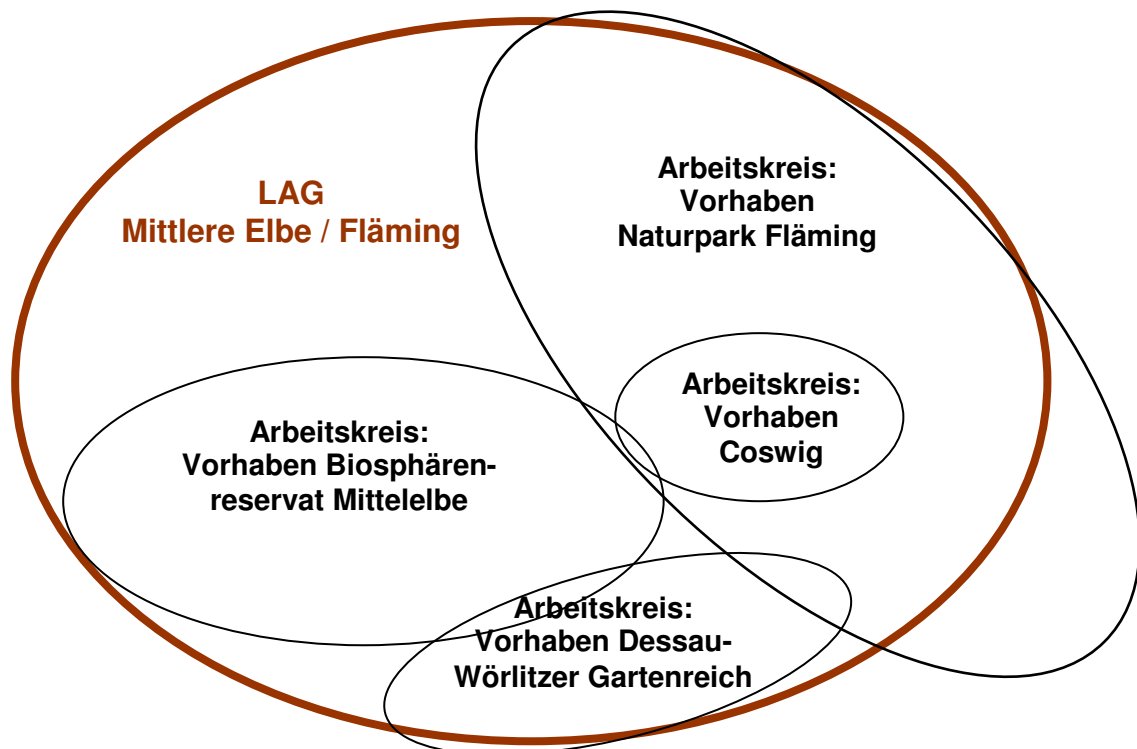 LAG
Mittlere Elbe / Fläming
Arbeitskreis:
Vorhaben
Naturpark Fläming
Arbeitskreis:
Vorhaben
Coswig
Arbeitskreis:
Vorhaben Biosphären-
reservat Mittelelbe
Arbeitskreis:
Vorhaben Dessau-
Wörlitzer Gartenreich